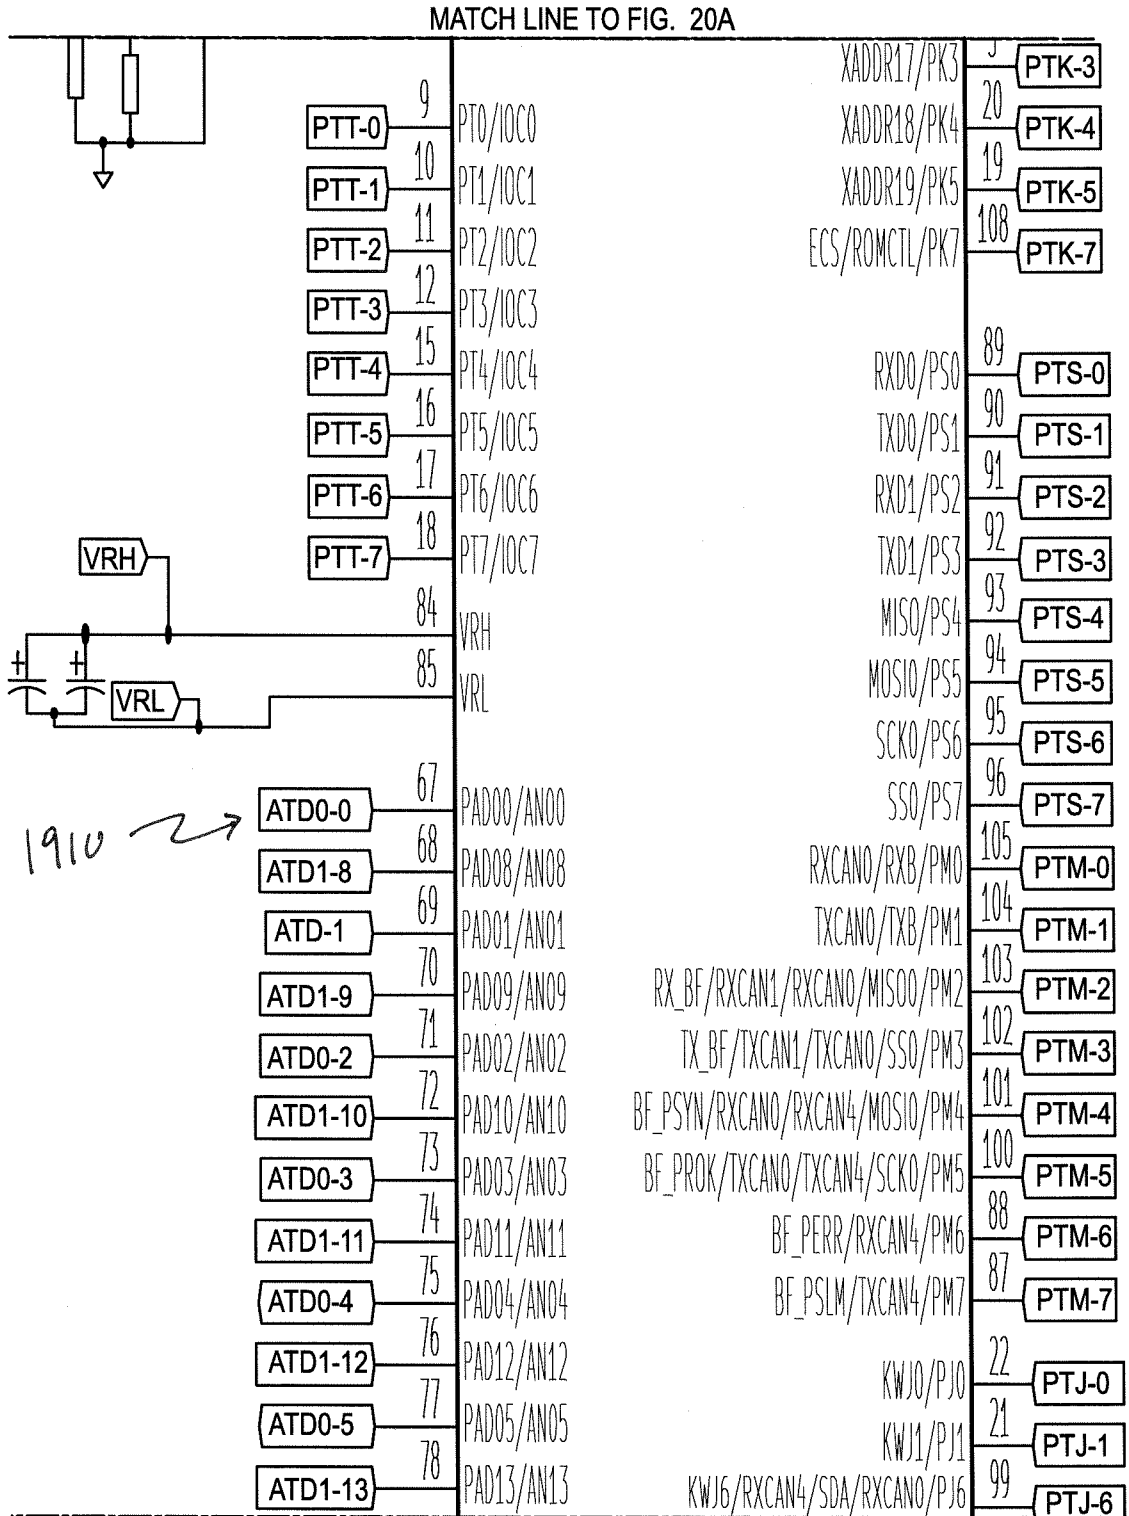 MATCH LINE TO FIG. 20A
PTT-0 9 PT0/IOC0
PTT-1 10 PT1/IOC1
PTT-2 11 PT2/IOC2
PTT-3 12 PT3/IOC3
PTT-4 15 PT4/IOC4
PTT-5 16 PT5/IOC5
PTT-6 17 PT6/IOC6
PTT-7 18 PT7/IOC7
VRH
84 VRH
+ +
VRL
85 VRL
1910
ATD0-0 67 PAD00/AN00
ATD1-8 68 PAD08/AN08
ATD-1 69 PAD01/AN01
ATD1-9 70 PAD09/AN09
ATD0-2 71 PAD02/AN02
ATD1-10 72 PAD10/AN10
ATD0-3 73 PAD03/AN03
ATD1-11 74 PAD11/AN11
ATD0-4 75 PAD04/AN04
ATD1-12 76 PAD12/AN12
ATD0-5 77 PAD05/AN05
ATD1-13 78 PAD13/AN13
XADDR17/PK3 PTK-3
XADDR18/PK4 20 PTK-4
XADDR19/PK5 19 PTK-5
ECS/ROMCTL/PK7 108 PTK-7
RXD0/PS0 89 PTS-0
TXD0/PS1 90 PTS-1
RXD1/PS2 91 PTS-2
TXD1/PS3 92 PTS-3
MISO/PS4 93 PTS-4
MOSI0/PS5 94 PTS-5
SCK0/PS6 95 PTS-6
SS0/PS7 96 PTS-7
RXCAN0/RXB/PM0 105 PTM-0
TXCAN0/TXB/PM1 104 PTM-1
RX_BF/RXCAN1/RXCAN0/MISO0/PM2 103 PTM-2
TX_BF/TXCAN1/TXCAN0/SS0/PM3 102 PTM-3
BF_PSYN/RXCAN0/RXCAN4/MOSI0/PM4 101 PTM-4
BF_PROK/TXCAN0/TXCAN4/SCK0/PM5 100 PTM-5
BF_PERR/RXCAN4/PM6 88 PTM-6
BF_PSLM/TXCAN4/PM7 87 PTM-7
KWJ0/PJ0 22 PTJ-0
KWJ1/PJ1 21 PTJ-1
KWJ6/RXCAN4/SDA/RXCAN0/PJ6 99 PTJ-6